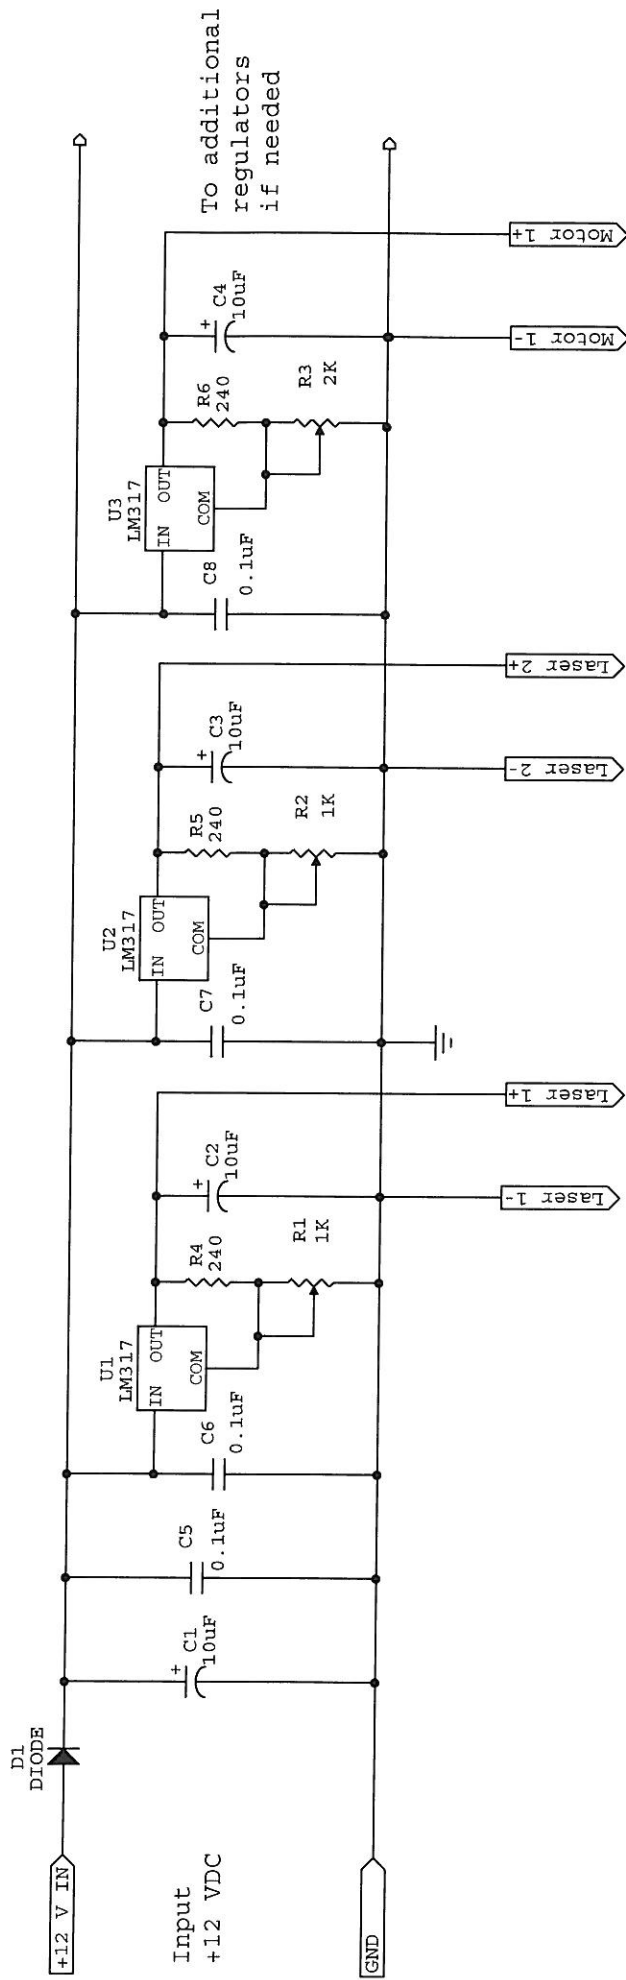 +12 V IN
Input
+12 VDC
GND
D1
DIODE
C1
10uF
C5
0.1uF
C6
0.1uF
U1
LM317
IN OUT
COM
R4
240
R1
1K
C2
10uF
Laser 1-
Laser 1+
C7
0.1uF
U2
LM317
IN OUT
COM
R5
240
R2
1K
C3
10uF
Laser 2-
Laser 2+
C8
0.1uF
U3
LM317
IN OUT
COM
R6
240
R3
2K
C4
10uF
Motor 1-
Motor 1+
To additional
regulators
if needed